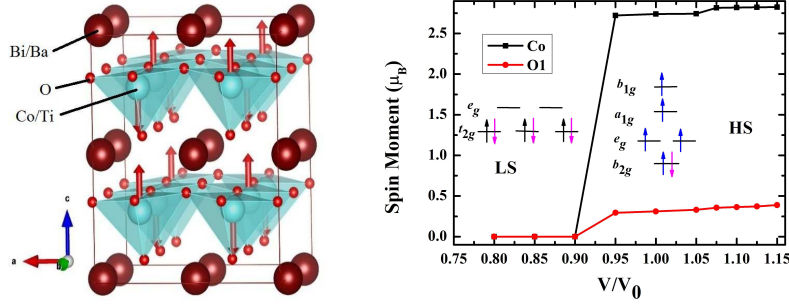 Bi/Ba
O
Co/Ti
c
a
b
Spin Moment (μB)
2.5
2.0
1.5
1.0
0.5
0.0
Co
O1
eg
t2g
LS
b1g
a1g
eg
b2g
HS
0.75 0.80 0.85 0.90 0.95 1.00 1.05 1.10 1.15
V/V0